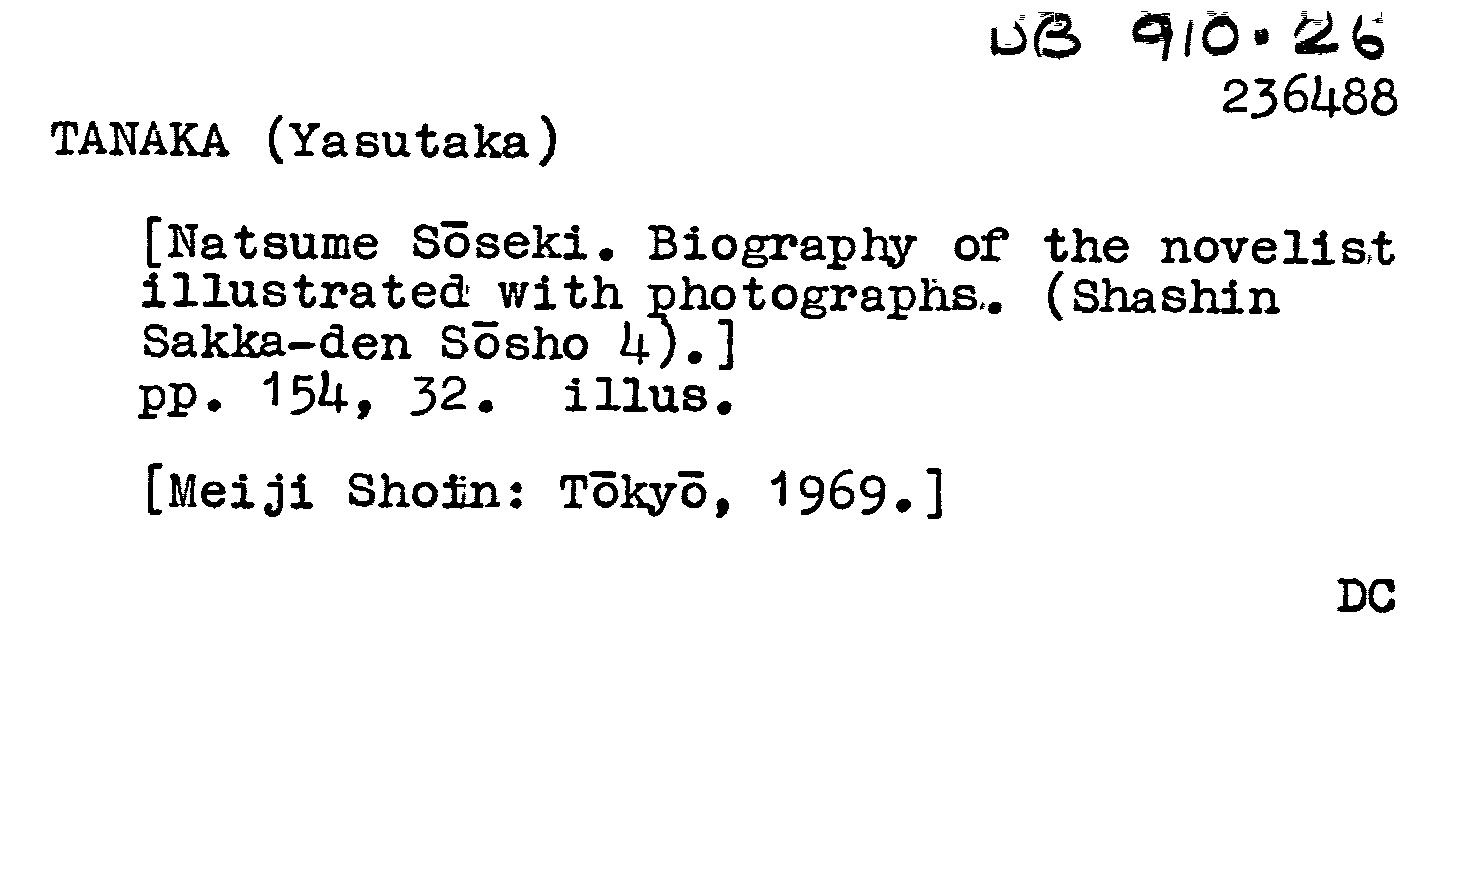 DB 910.26
236488
TANAKA (Yasutaka)
[Natsume Sōseki. Biography of the novelist
illustrated with photographs. (Shashin
Sakka-den Sōsho 4).]
pp. 154, 32. illus.
[Meiji Shoin: Tōkyō, 1969.]
DC